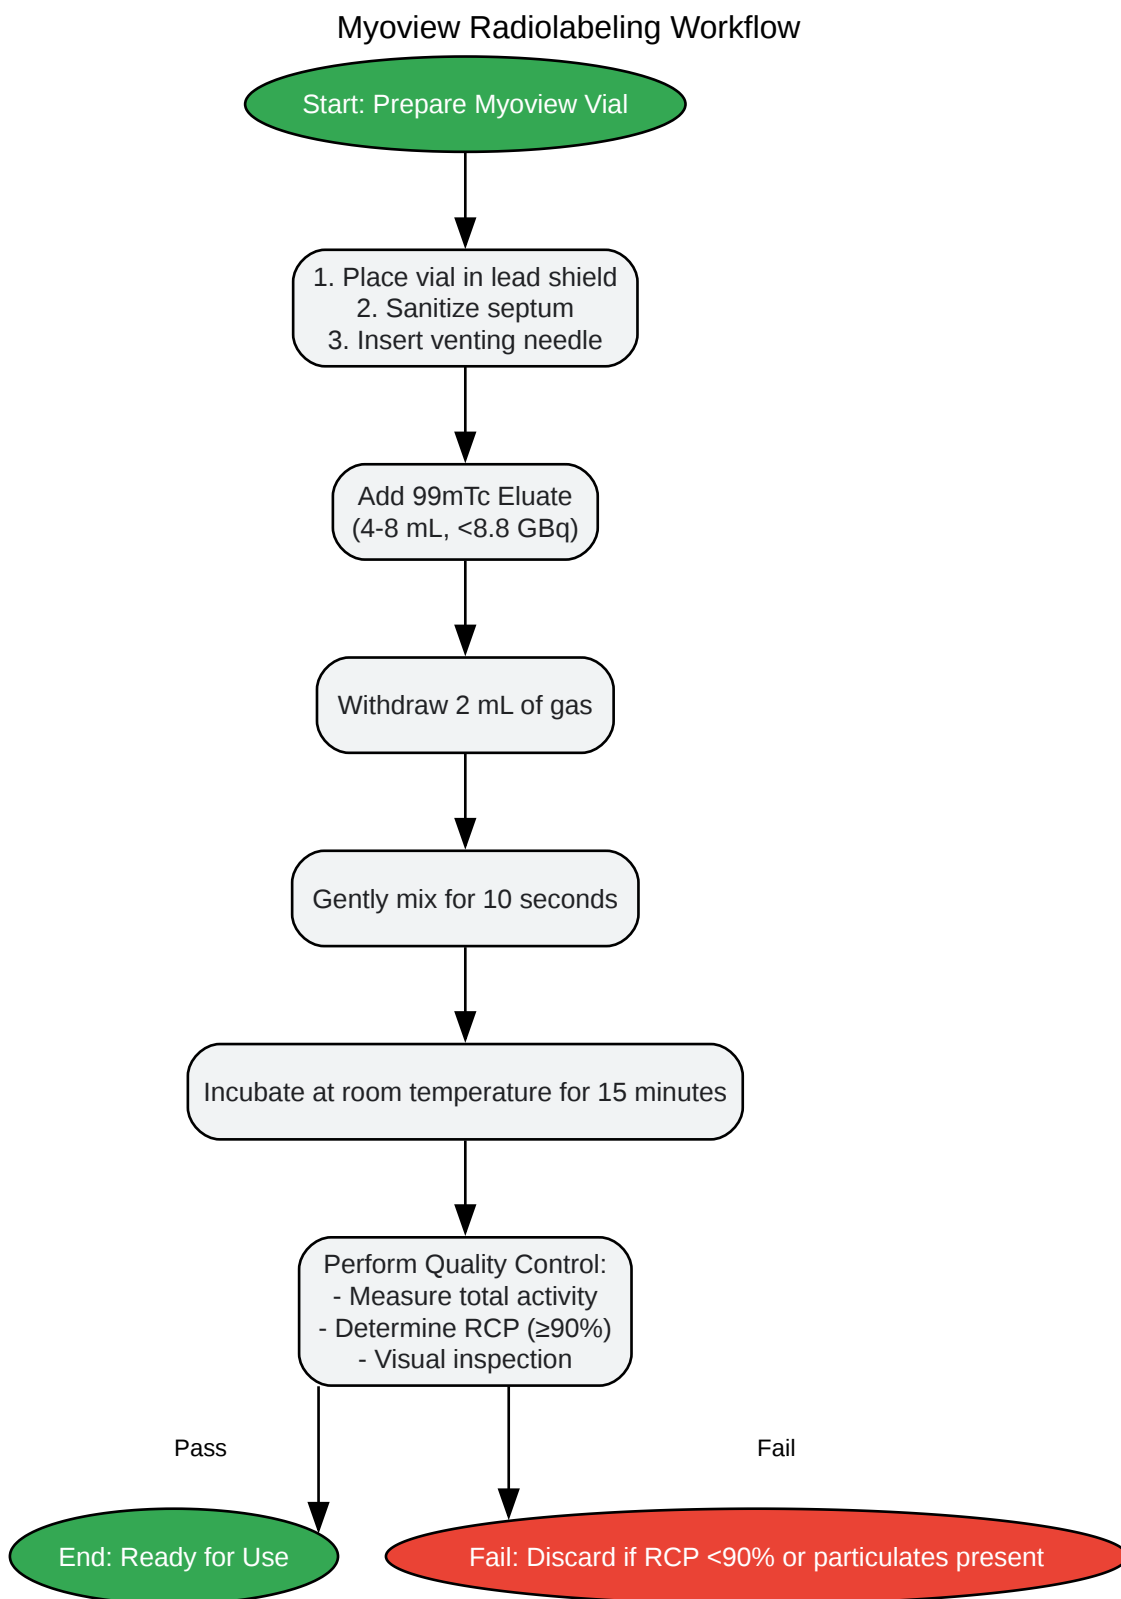 Myoview Radiolabeling Workflow
Start: Prepare Myoview Vial
1. Place vial in lead shield
2. Sanitize septum
3. Insert venting needle
Add 99mTc Eluate
(4-8 mL, <8.8 GBq)
Withdraw 2 mL of gas
Gently mix for 10 seconds
Incubate at room temperature for 15 minutes
Perform Quality Control:
- Measure total activity
- Determine RCP (≥90%)
- Visual inspection
Pass
Fail
End: Ready for Use
Fail: Discard if RCP <90% or particulates present